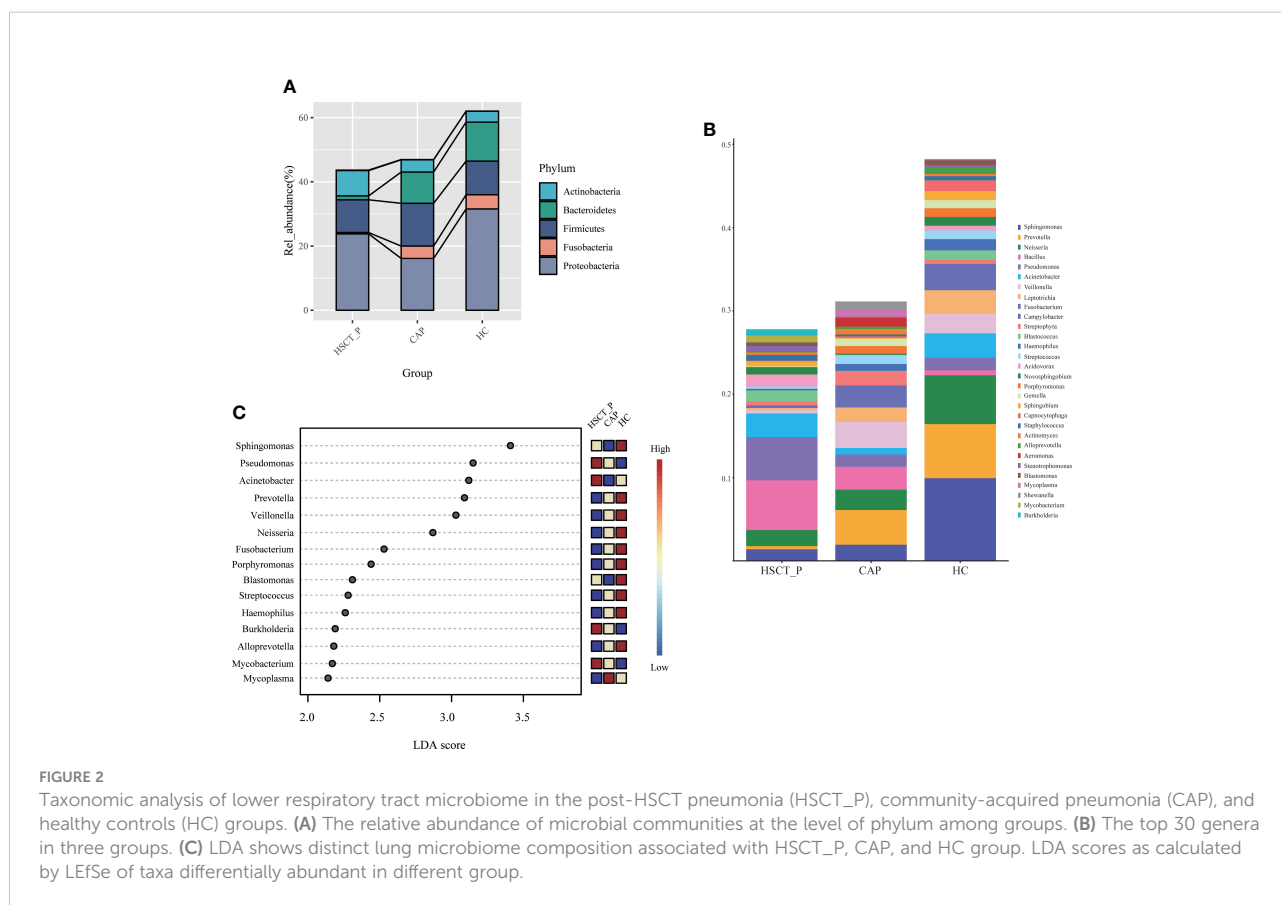 A
60
40
20
0
Rel_abundance(%)
HSCT_P
CAP
HC
Group
Phylum
Actinobacteria
Bacteroidetes
Firmicutes
Fusobacteria
Proteobacteria
B
0.5
0.4
0.3
0.2
0.1
HSCT_P
CAP
HC
Sphingomonas
Prevotella
Neisseria
Bacillus
Pseudomonas
Acinetobacter
Veillonella
Leptotrichia
Fusobacterium
Campylobacter
Streptophyta
Blastococcus
Haemophilus
Streptococcus
Acidovorax
Novosphingobium
Porphyromonas
Gemella
Sphingobium
Capnocytophaga
Staphylococcus
Actinomyces
Alloprevotella
Aeromonas
Stenotrophomonas
Blastomonas
Mycoplasma
Shewanella
Mycobacterium
Burkholderia
C
HSCT_P
CAP
HC
Sphingomonas
Pseudomonas
Acinetobacter
Prevotella
Veillonella
Neisseria
Fusobacterium
Porphyromonas
Blastomonas
Streptococcus
Haemophilus
Burkholderia
Alloprevotella
Mycobacterium
Mycoplasma
High
Low
2.0
2.5
3.0
3.5
LDA score
FIGURE 2
Taxonomic analysis of lower respiratory tract microbiome in the post-HSCT pneumonia (HSCT_P), community-acquired pneumonia (CAP), and
healthy controls (HC) groups. (A) The relative abundance of microbial communities at the level of phylum among groups. (B) The top 30 genera
in three groups. (C) LDA shows distinct lung microbiome composition associated with HSCT_P, CAP, and HC group. LDA scores as calculated
by LEfSe of taxa differentially abundant in different group.